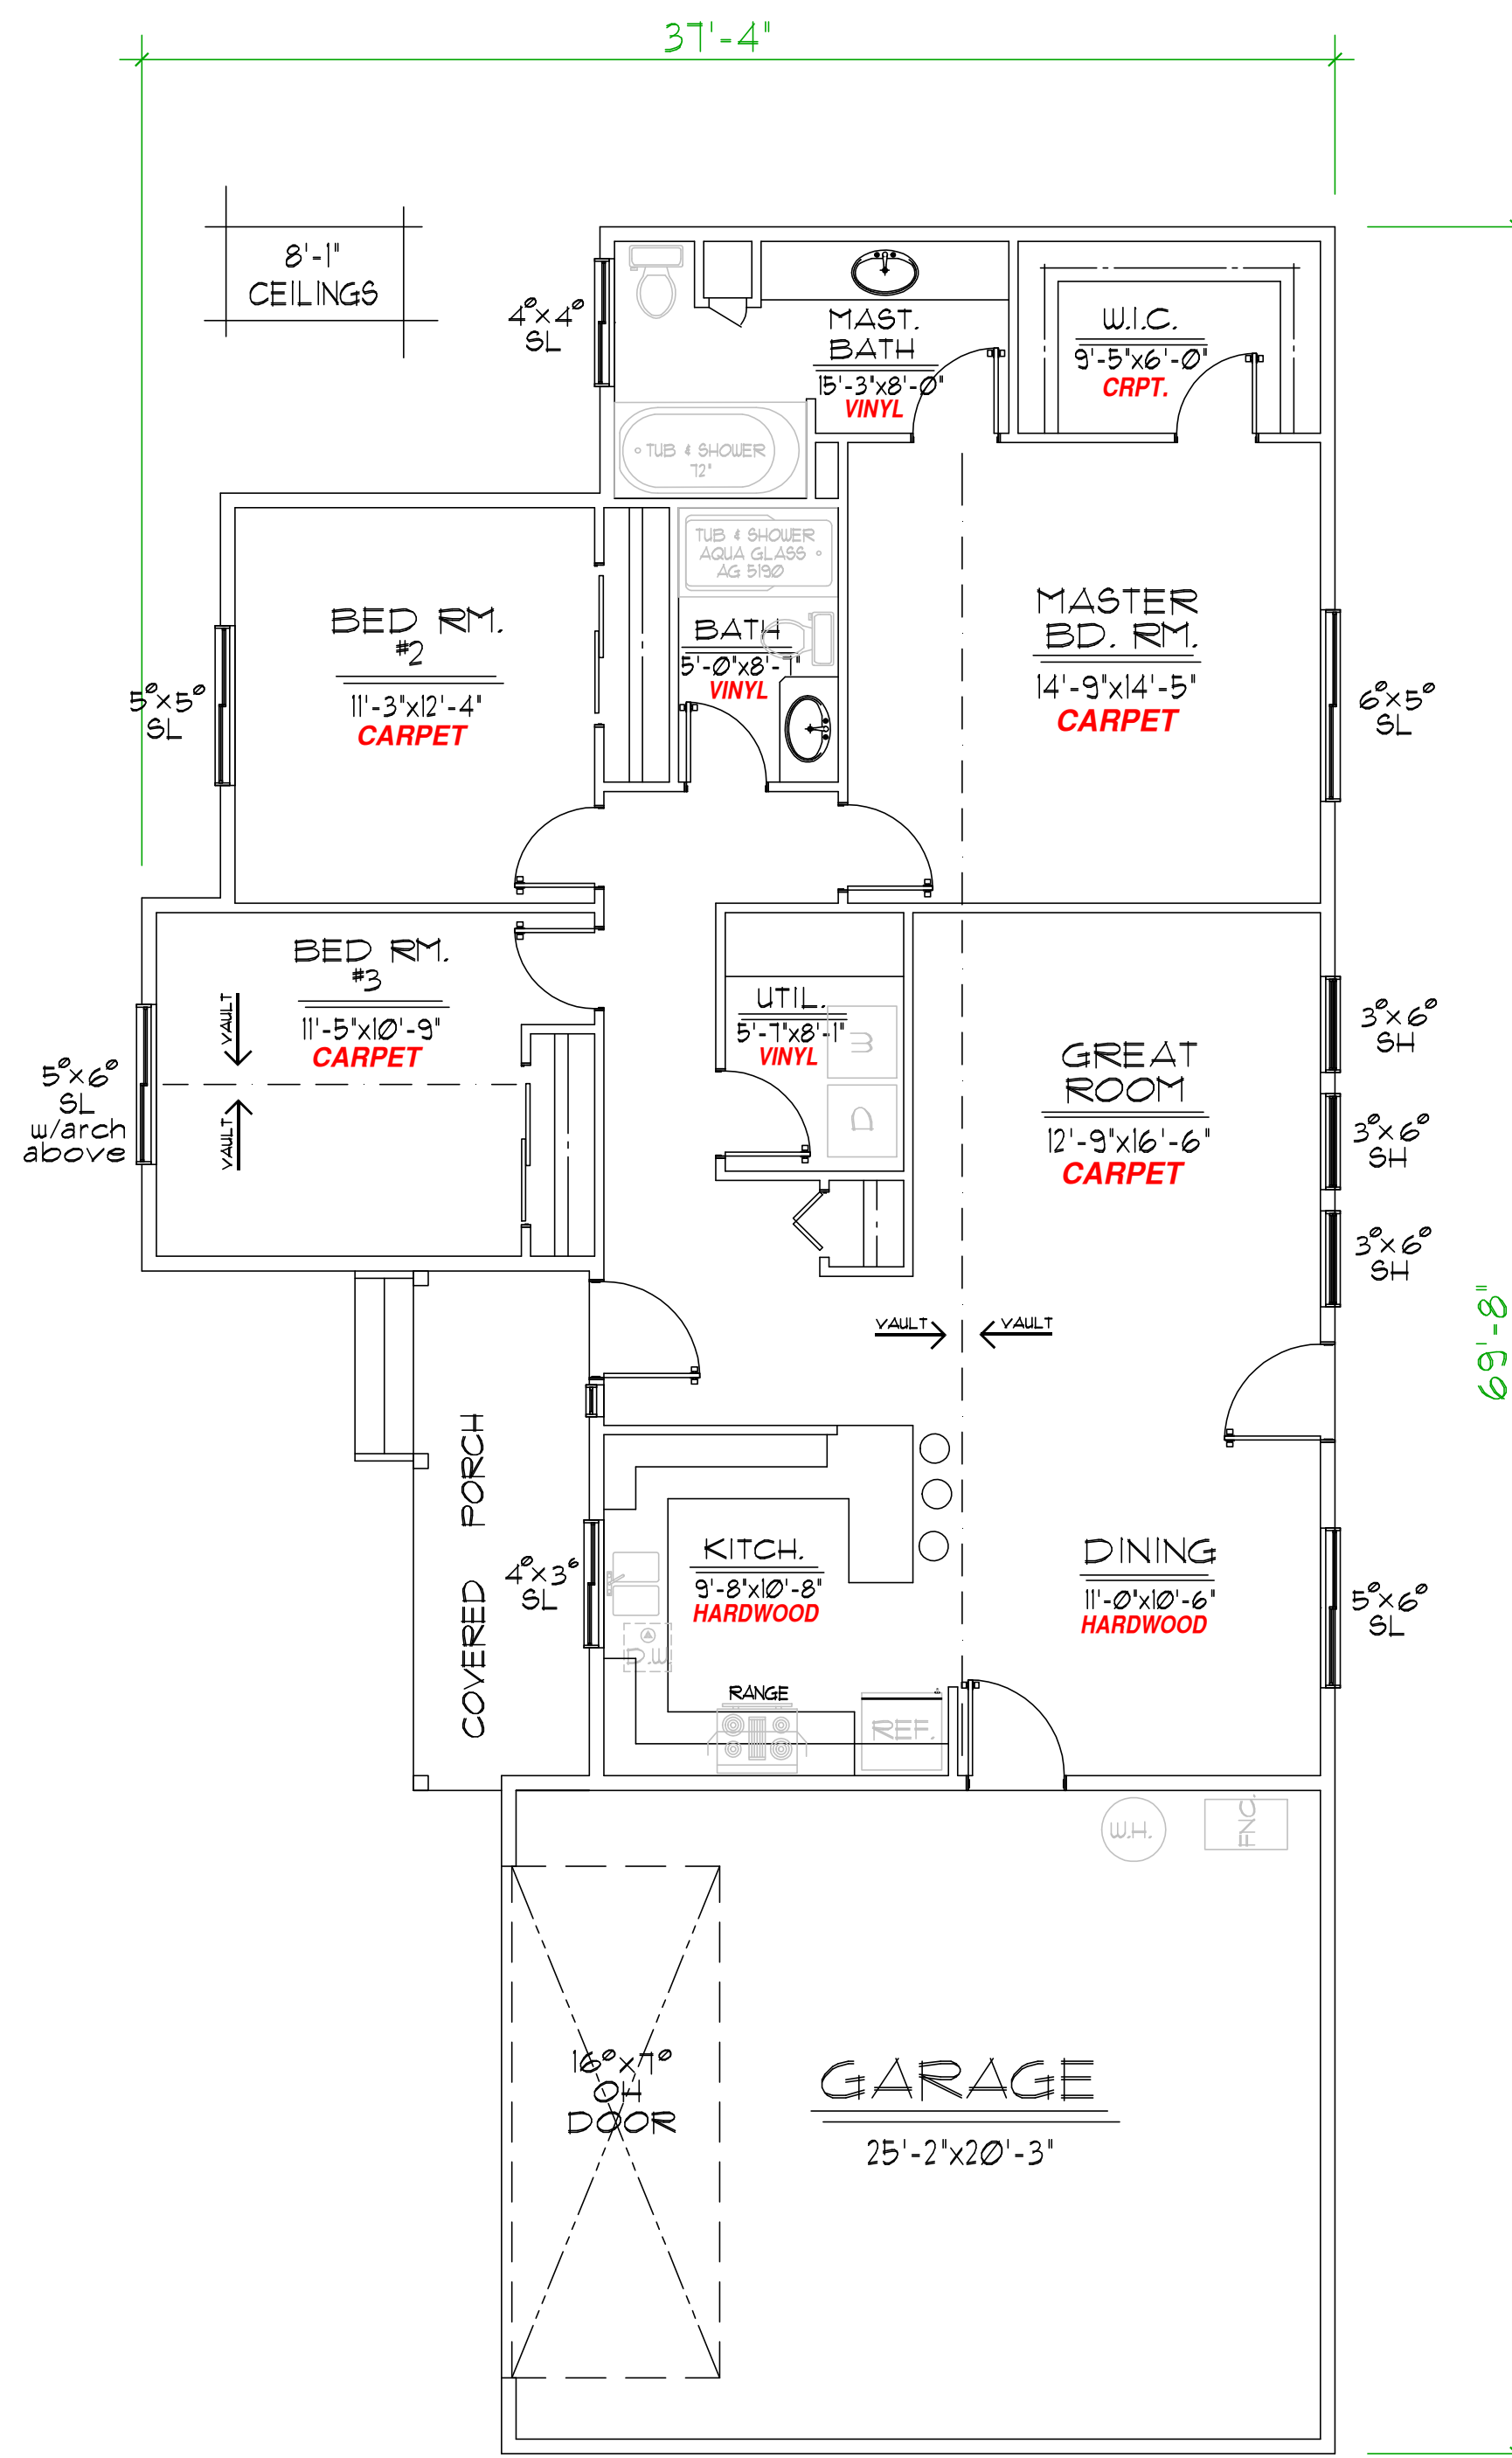 37'-4"
8'-1"
CEILINGS
4⁰x4⁰
SL
MAST.
BATH
15'-3"x8'-0"
VINYL
W.I.C.
9'-5"x6'-0"
CRPT.
TUB & SHOWER
72"
TUB & SHOWER
AQUA GLASS
AG 5190
BED RM.
#2
11'-3"x12'-4"
CARPET
5⁰x5⁰
SL
BATH
5'-0"x8'-
VINYL
MASTER
BD. RM.
14'-9"x14'-5"
CARPET
6⁰x5⁰
SL
BED RM.
#3
11'-5"x10'-9"
CARPET
VAULT
VAULT
5⁰x6⁰
SL
w/arch
above
UTIL.
5'-7"x8'-1"
VINYL
W
D
GREAT
ROOM
12'-9"x16'-6"
CARPET
3⁰x6⁰
SH
3⁰x6⁰
SH
3⁰x6⁰
SH
VAULT
VAULT
69'-8"
COVERED PORCH
4⁰x3⁶
SL
KITCH.
9'-8"x10'-8"
HARDWOOD
D.W.
RANGE
REF.
DINING
11'-0"x10'-6"
HARDWOOD
5⁰x6⁰
SL
W.H.
FNC.
16⁰x7⁰
OH
DOOR
GARAGE
25'-2"x20'-3"